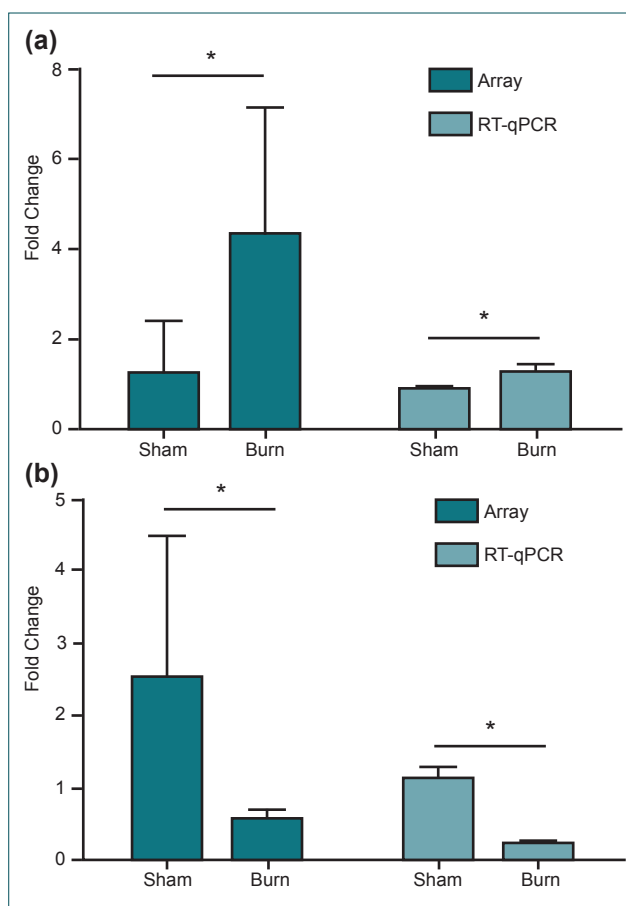 (a)
8
6
4
2
0
Fold Change
*
*
Array
RT-qPCR
Sham
Burn
Sham
Burn
(b)
5
4
3
2
1
0
Fold Change
*
*
Array
RT-qPCR
Sham
Burn
Sham
Burn